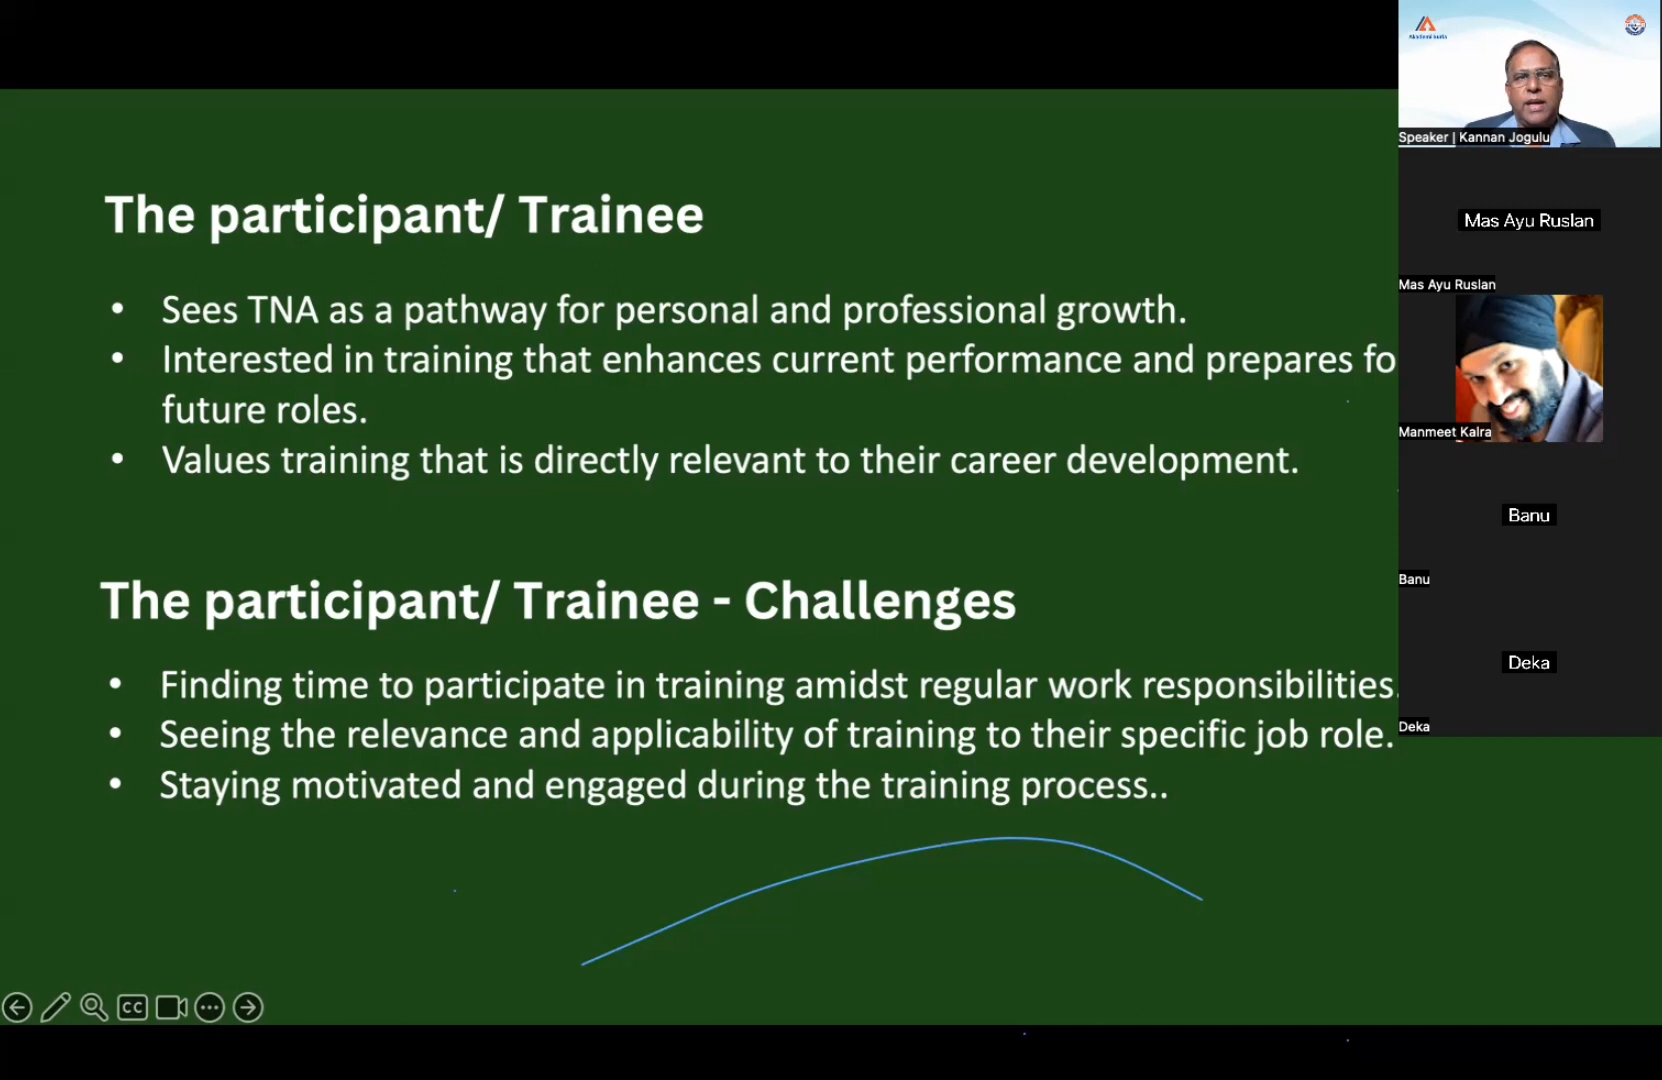 The participant/ Trainee
• Sees TNA as a pathway for personal and professional growth.
• Interested in training that enhances current performance and prepares fo
future roles.
• Values training that is directly relevant to their career development.
The participant/ Trainee - Challenges
• Finding time to participate in training amidst regular work responsibilities.
• Seeing the relevance and applicability of training to their specific job role.
• Staying motivated and engaged during the training process..
CC
Speaker | Kannan Jogulu
Mas Ayu Ruslan
Mas Ayu Ruslan
Manmeet Kalra
Banu
Banu
Deka
Deka